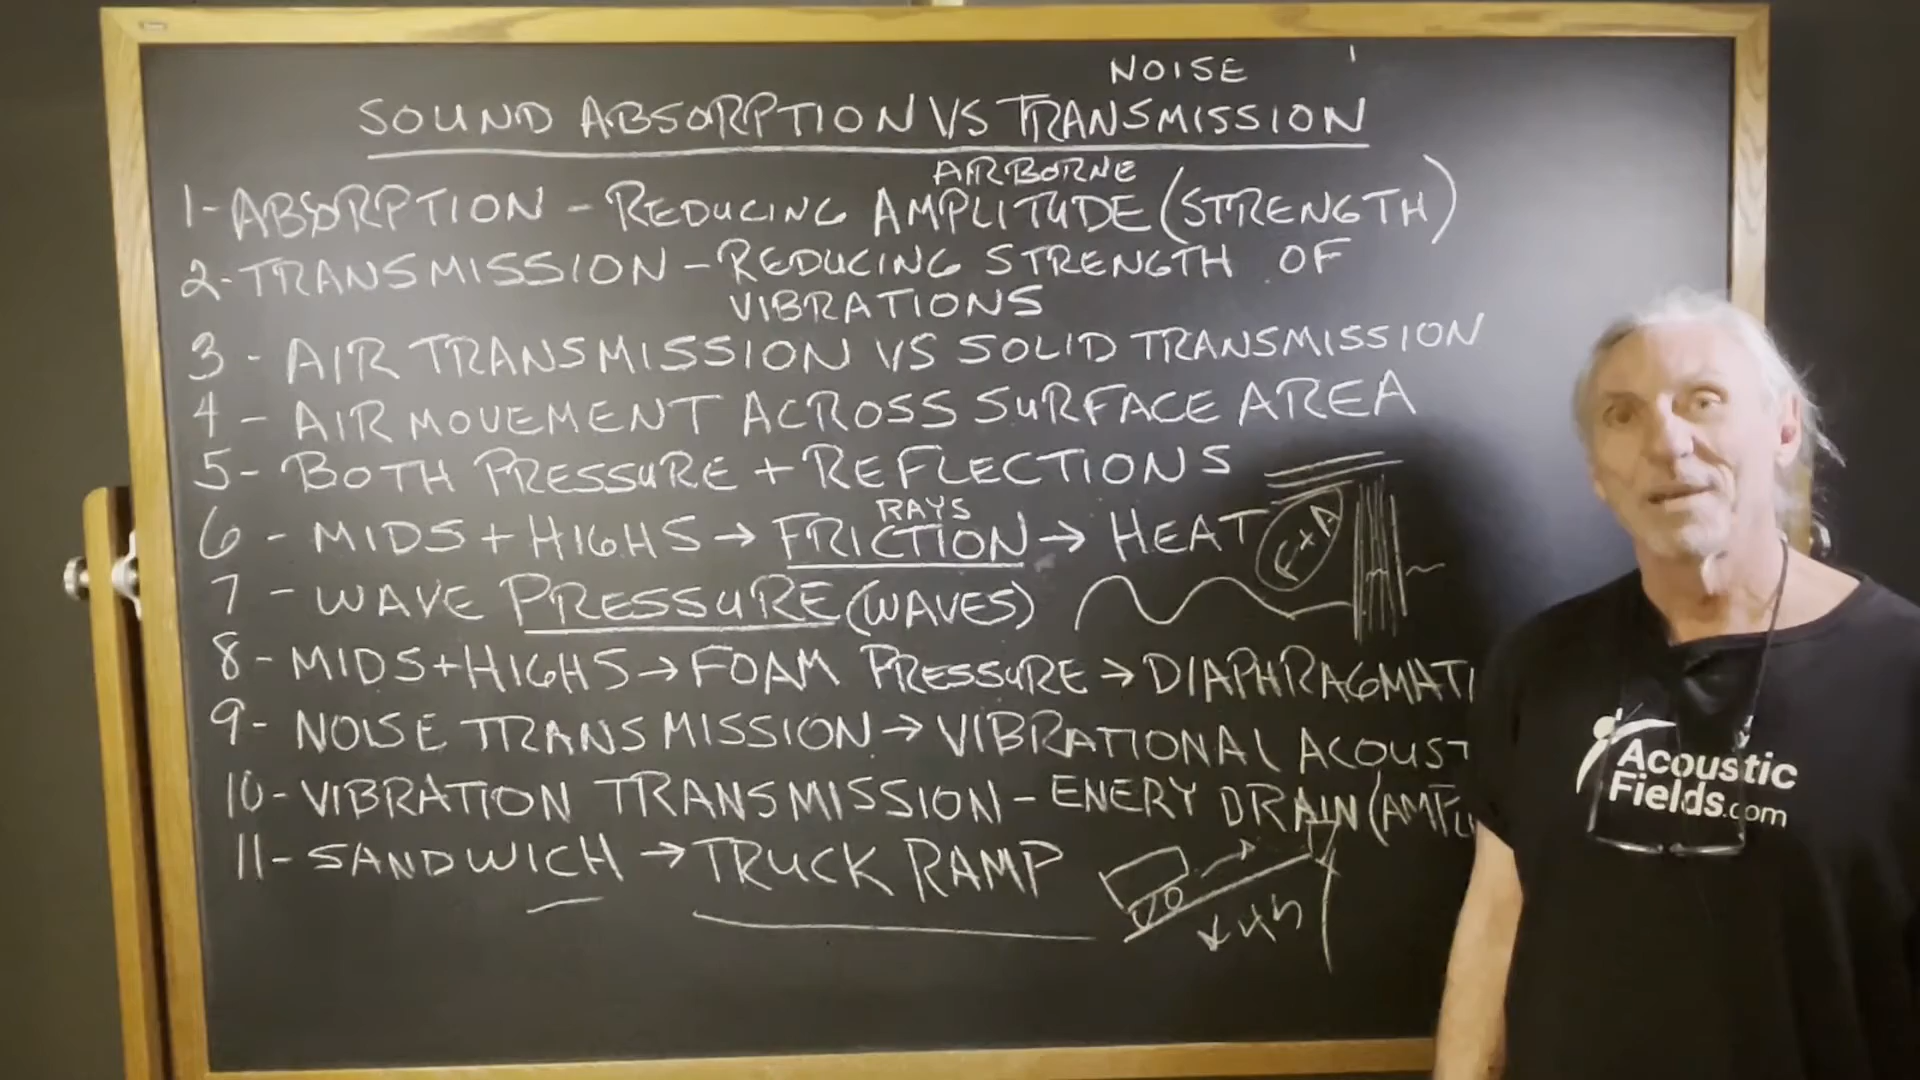 NOISE
SOUND ABSORPTION VS TRANSMISSION
AIRBORNE
1-ABSORPTION - REDUCING AMPLITUDE (STRENGTH)
2-TRANSMISSION - REDUCING STRENGTH OF
VIBRATIONS
3 - AIR TRANSMISSION VS SOLID TRANSMISSION
4 - AIR MOVEMENT ACROSS SURFACE AREA
5- BOTH PRESSURE + REFLECTIONS
RAYS
6 - MIDS + HIGHS → FRICTION → HEAT
F x A
7 - WAVE PRESSURE (WAVES)
8 - MIDS+HIGHS → FOAM PRESSURE → DIAPHRAGMATI
9 - NOISE TRANSMISSION → VIBRATIONAL ACOUST
10 - VIBRATION TRANSMISSION - ENERY DRAIN (AMPL
11 - SANDWICH → TRUCK RAMP
Acoustic
Fields.com